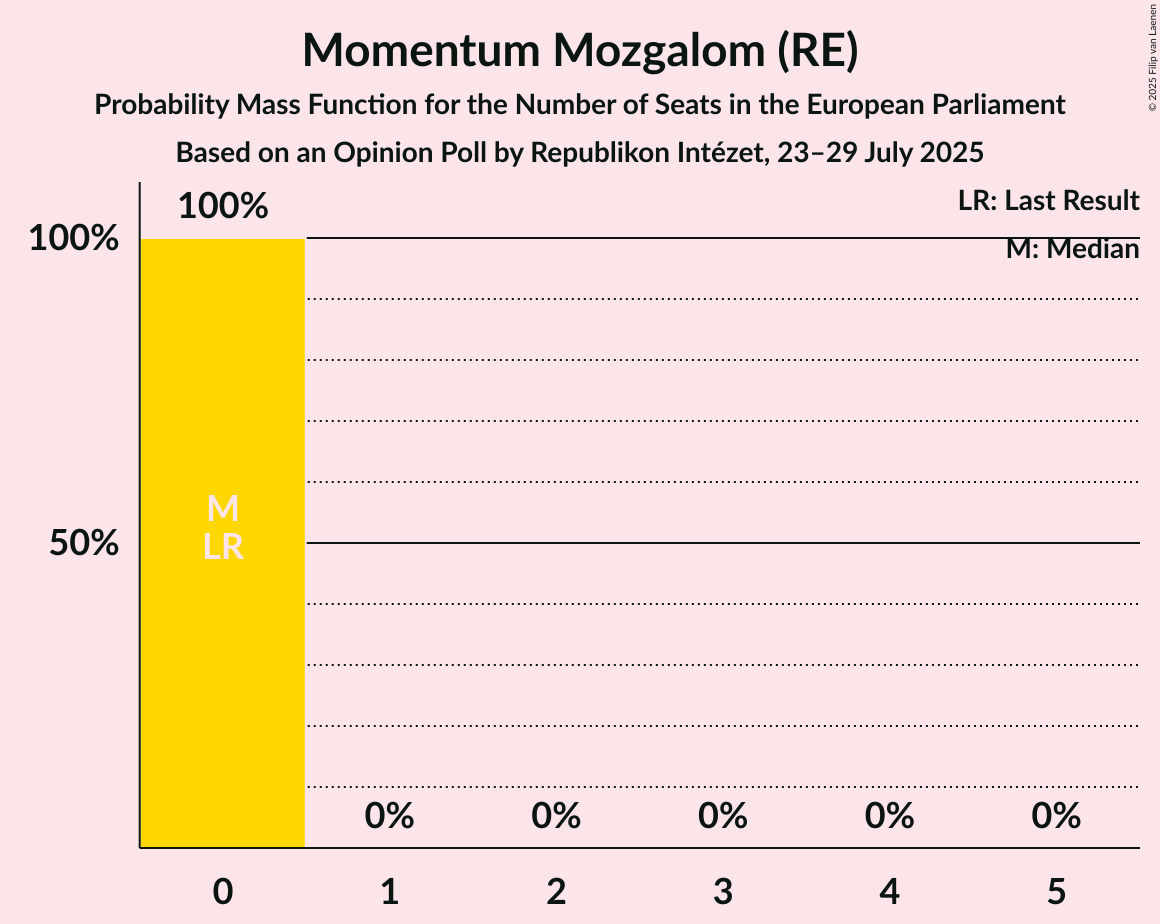 Momentum Mozgalom (RE)
Probability Mass Function for the Number of Seats in the European Parliament
Based on an Opinion Poll by Republikon Intézet, 23–29 July 2025
© 2025 Filip van Laenen
LR: Last Result
M: Median
100%
100%
50%
M
LR
0% 0% 0% 0% 0%
0 1 2 3 4 5